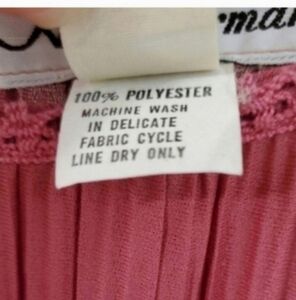 100% POLYESTER
MACHINE WASH
IN DELICATE
FABRIC CYCLE
LINE DRY ONLY